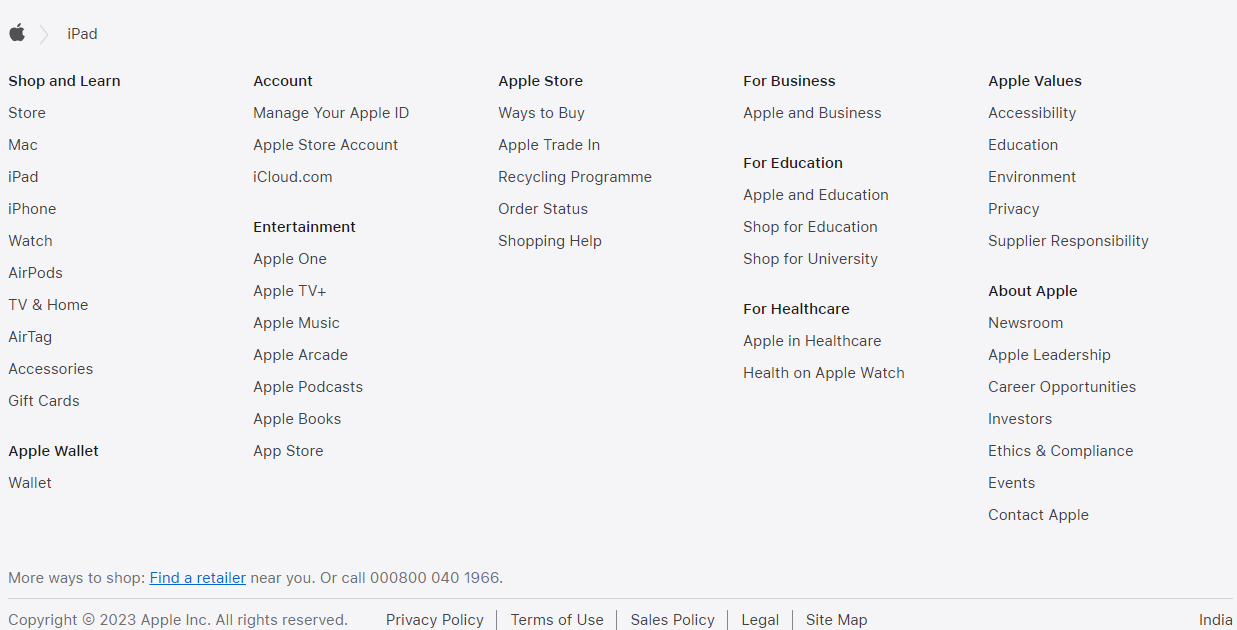 iPad
Shop and Learn
Store
Mac
iPad
iPhone
Watch
AirPods
TV & Home
AirTag
Accessories
Gift Cards
Apple Wallet
Wallet
Account
Manage Your Apple ID
Apple Store Account
iCloud.com
Entertainment
Apple One
Apple TV+
Apple Music
Apple Arcade
Apple Podcasts
Apple Books
App Store
Apple Store
Ways to Buy
Apple Trade In
Recycling Programme
Order Status
Shopping Help
For Business
Apple and Business
For Education
Apple and Education
Shop for Education
Shop for University
For Healthcare
Apple in Healthcare
Health on Apple Watch
Apple Values
Accessibility
Education
Environment
Privacy
Supplier Responsibility
About Apple
Newsroom
Apple Leadership
Career Opportunities
Investors
Ethics & Compliance
Events
Contact Apple
More ways to shop: Find a retailer near you. Or call 000800 040 1966.
Copyright © 2023 Apple Inc. All rights reserved. Privacy Policy | Terms of Use | Sales Policy | Legal | Site Map India